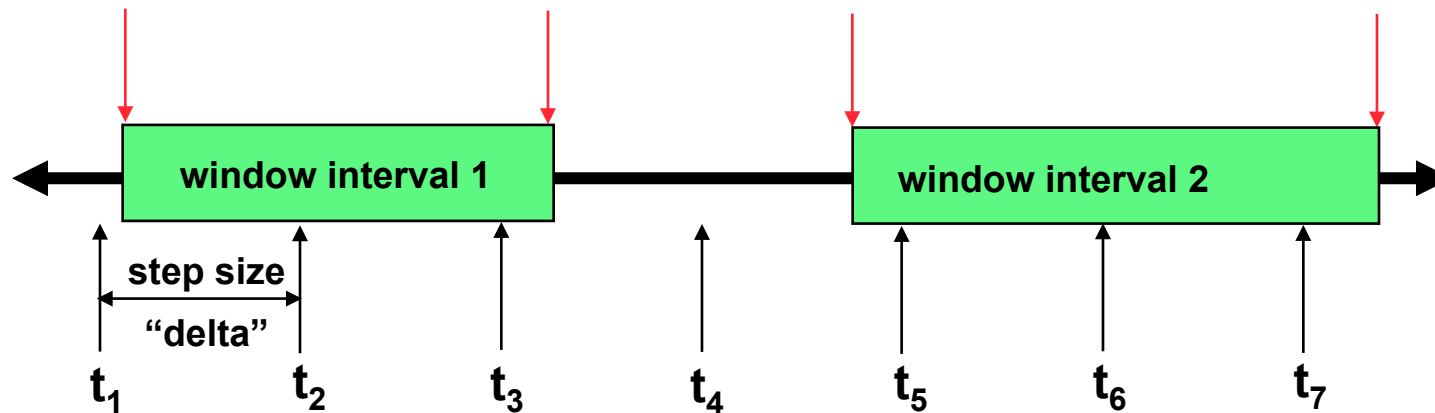 window interval 1
window interval 2
step size
“delta”
t₁ t₂ t₃ t₄ t₅ t₆ t₇